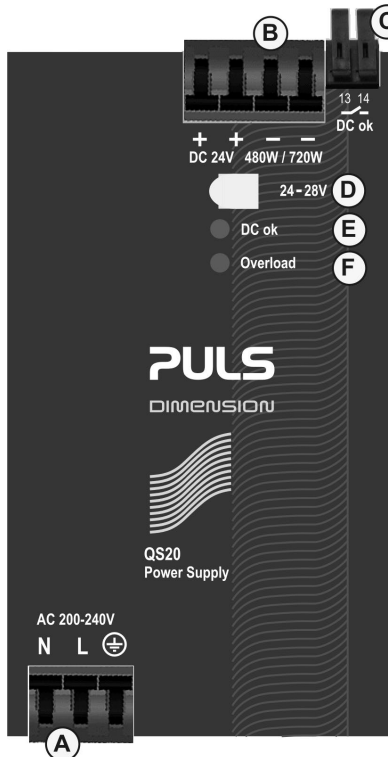 B
C
13 14
DC ok
+ + − −
DC 24V 480W / 720W
24-28V D
DC ok E
Overload F
PULS
DIMENSION
QS20
Power Supply
AC 200-240V
N L
A